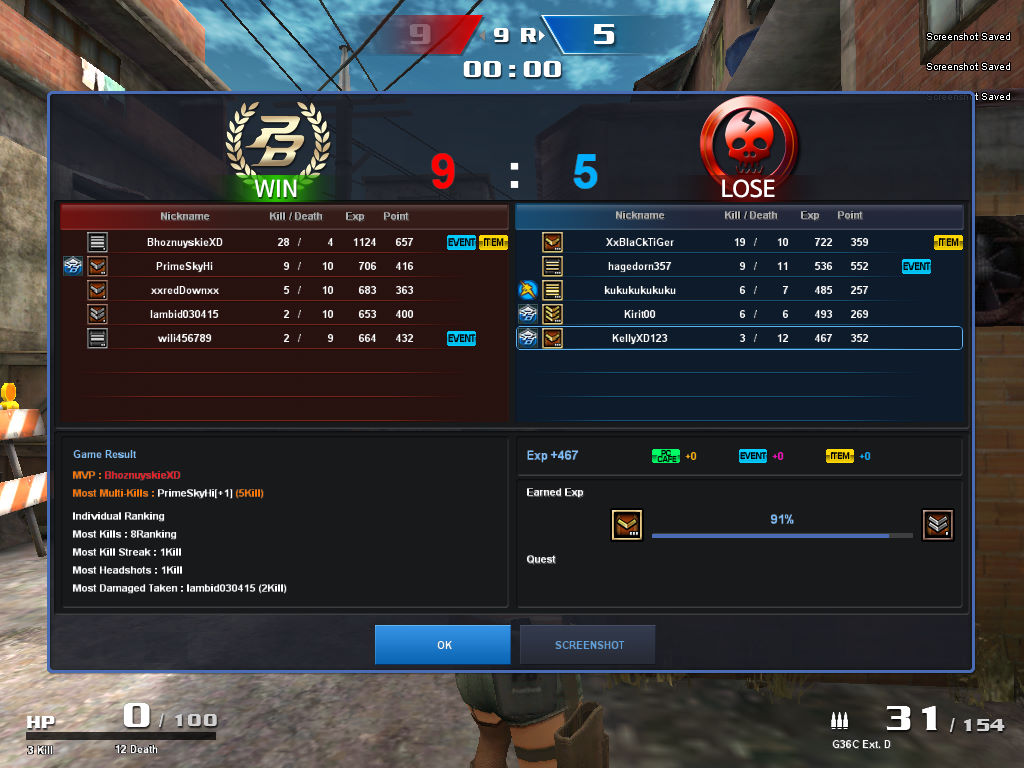 9 9 R 5
00 : 00
Screenshot Saved
Screenshot Saved
Screenshot Saved
PB
WIN 9 : 5 LOSE
Nickname Kill / Death Exp Point
BhoznuyskieXD 28 / 4 1124 657 EVENT ITEM
PrimeSkyHi 9 / 10 706 416
xxredDownxx 5 / 10 683 363
lambid030415 2 / 10 653 400
wili456789 2 / 9 664 432 EVENT
Nickname Kill / Death Exp Point
XxBlaCkTiGer 19 / 10 722 359 ITEM
hagedorn357 9 / 11 536 552 EVENT
kukukukukuku 6 / 7 485 257
Kirit00 6 / 6 493 269
KellyXD123 3 / 12 467 352
Game Result
MVP : BhoznuyskieXD
Most Multi-Kills : PrimeSkyHi[+1] (5Kill)
Individual Ranking
Most Kills : 8Ranking
Most Kill Streak : 1Kill
Most Headshots : 1Kill
Most Damaged Taken : lambid030415 (2Kill)
Exp +467 PC CAFE +0 EVENT +0 ITEM +0
Earned Exp
91%
Quest
OK SCREENSHOT
HP 0 / 100
3 Kill 12 Death
31 / 154
G36C Ext. D